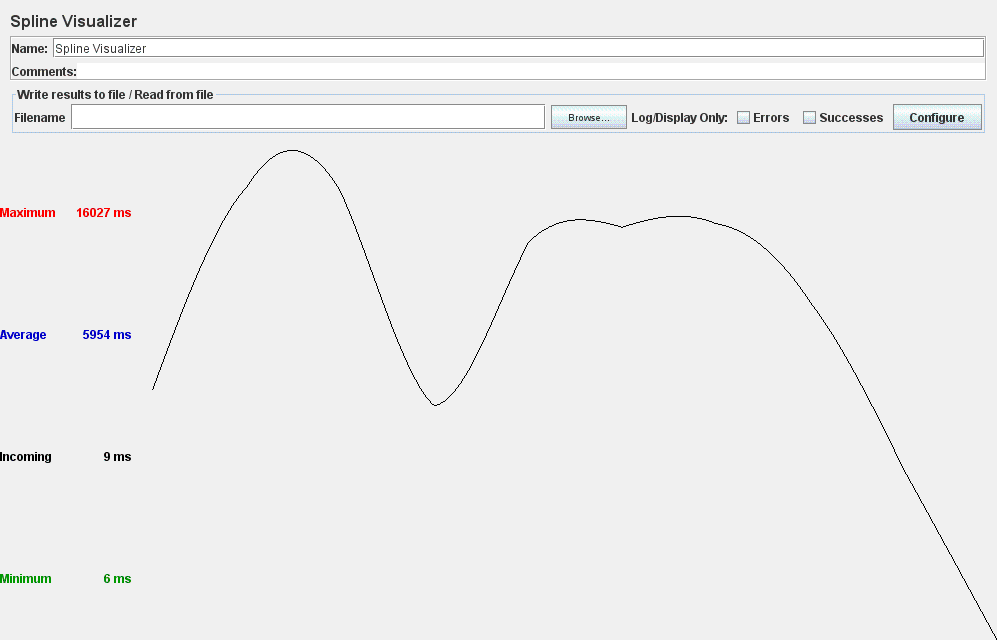 Spline Visualizer
Name: Spline Visualizer
Comments:
Write results to file / Read from file
Filename Browse... Log/Display Only: Errors Successes Configure
Maximum 16027 ms
Average 5954 ms
Incoming 9 ms
Minimum 6 ms